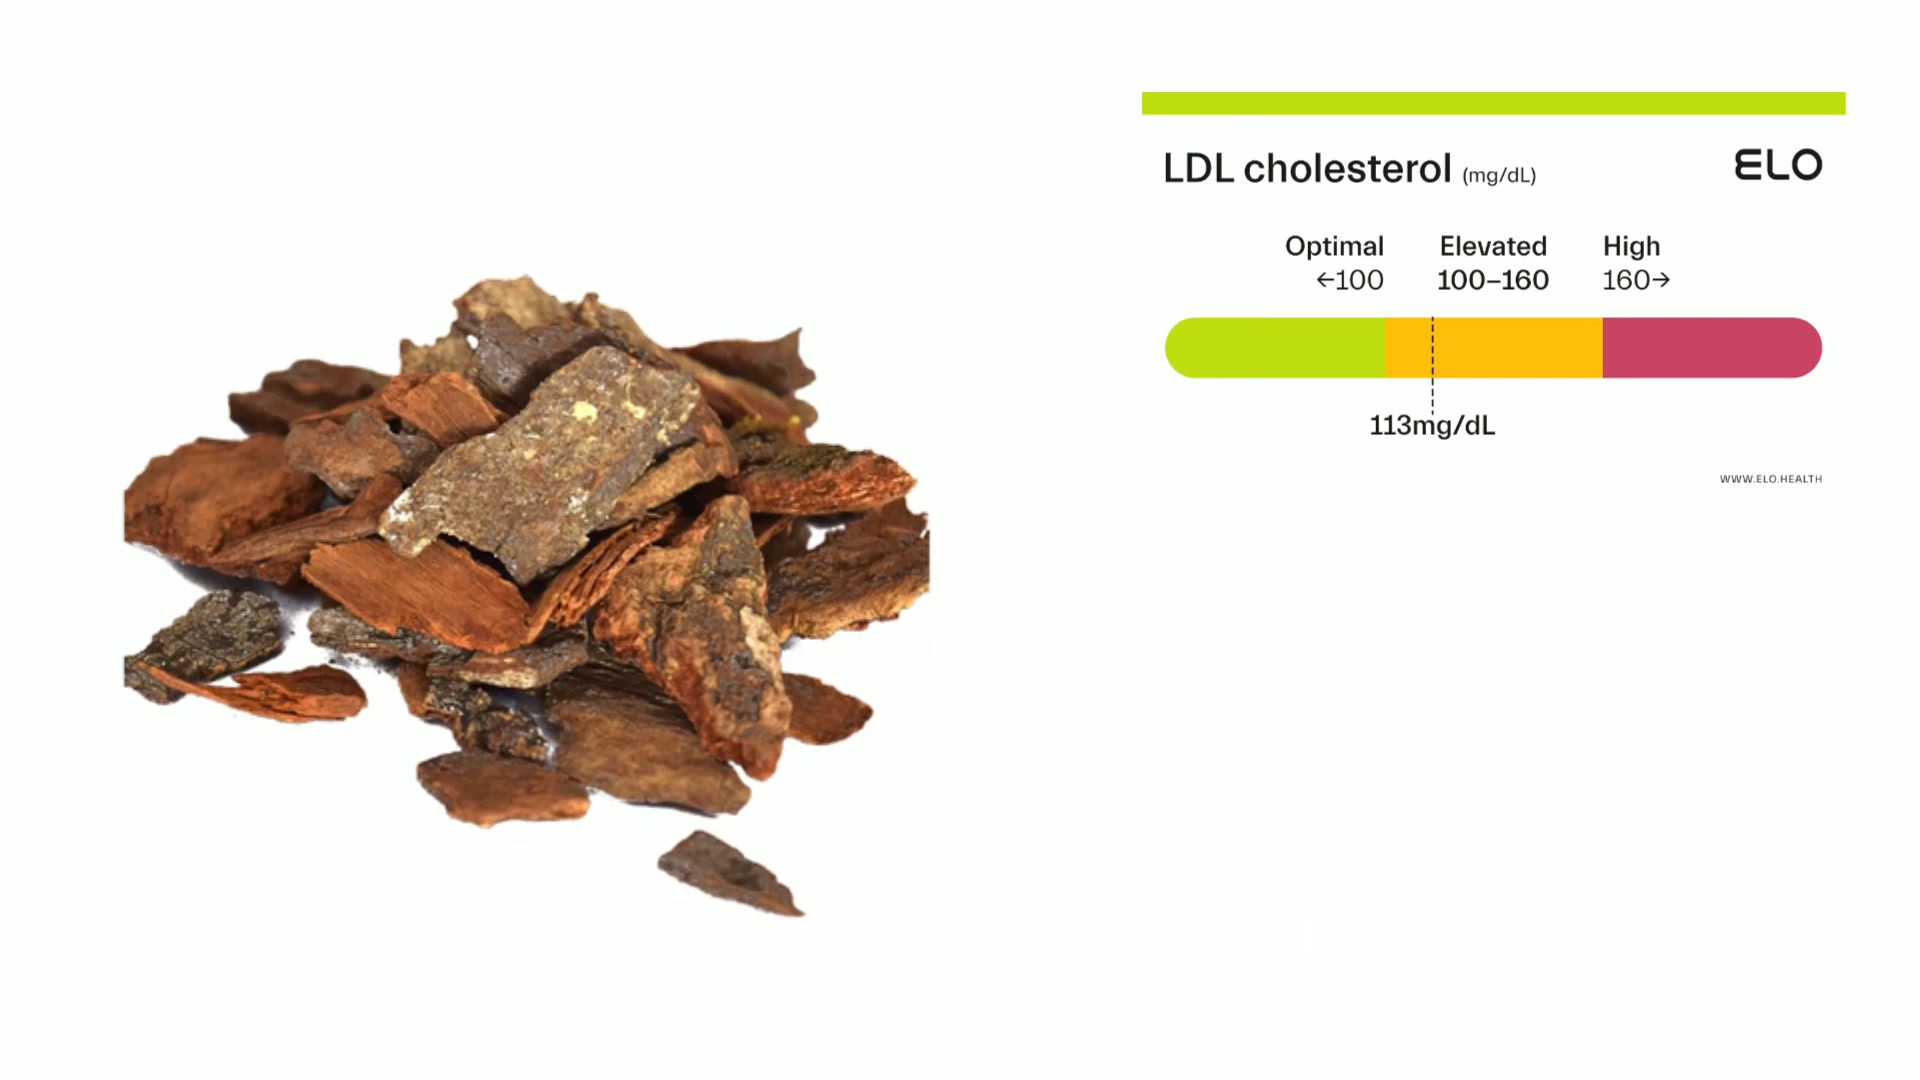 LDL cholesterol (mg/dL)
ELO
Optimal
←100
Elevated
100–160
High
160→
113mg/dL
WWW.ELO.HEALTH